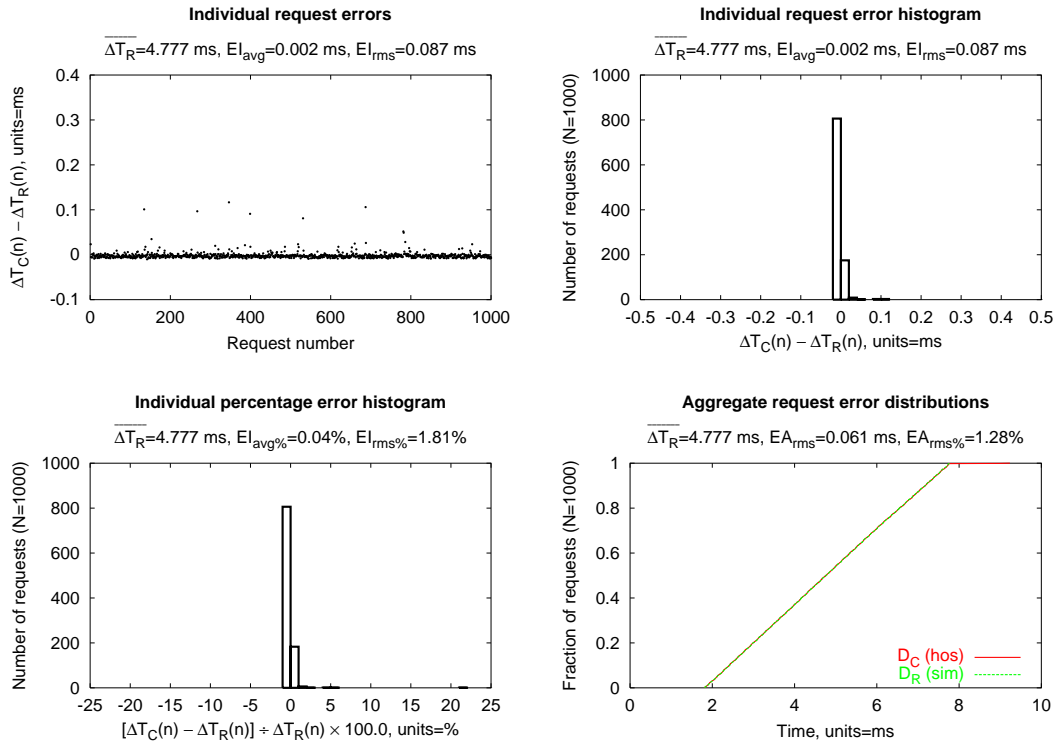 Individual request errors
ΔT_R=4.777 ms, EI_avg=0.002 ms, EI_rms=0.087 ms
ΔT_C(n) – ΔT_R(n), units=ms
0.4
0.3
0.2
0.1
0
-0.1
0 200 400 600 800 1000
Request number
Individual request error histogram
ΔT_R=4.777 ms, EI_avg=0.002 ms, EI_rms=0.087 ms
Number of requests (N=1000)
1000
800
600
400
200
0
-0.5 -0.4 -0.3 -0.2 -0.1 0 0.1 0.2 0.3 0.4 0.5
ΔT_C(n) – ΔT_R(n), units=ms
Individual percentage error histogram
ΔT_R=4.777 ms, EI_avg%=0.04%, EI_rms%=1.81%
Number of requests (N=1000)
1000
800
600
400
200
0
-25 -20 -15 -10 -5 0 5 10 15 20 25
[ΔT_C(n) – ΔT_R(n)] ÷ ΔT_R(n) × 100.0, units=%
Aggregate request error distributions
ΔT_R=4.777 ms, EA_rms=0.061 ms, EA_rms%=1.28%
Fraction of requests (N=1000)
1
0.8
0.6
0.4
0.2
0
D_C (hos)
D_R (sim)
0 2 4 6 8 10
Time, units=ms